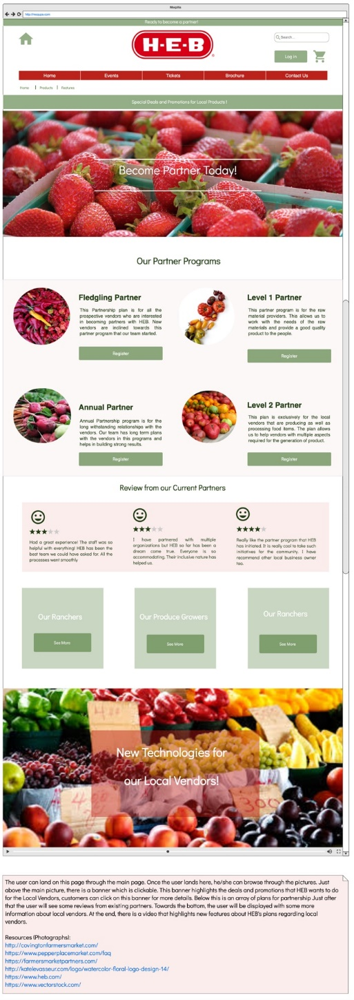 Moqzilla
http://moqups.com
Ready to become a partner!
H-E-B
Search...
Log in
Home Events Tickets Brochure Contact Us
Home | Products | Features
Special Deals and Promotions for Local Products !
Become Partner Today!
Our Partner Programs
Fledgling Partner
This Partnership plan is for all the
prospective vendors who are interested
in becoming partners with HEB. New
vendors are inclined towards this
partner program that our team started.
Register
Level 1 Partner
This partner program is for the raw
material providers. This allows us to
work with the needs of the raw
materials and provide a good quality
product to the people.
Register
Annual Partner
Annual Partnership program is for the
long withstanding relationships with the
vendors. Our team has long term plans
with the vendors in this programs and
helps in building strong results.
Register
Level 2 Partner
This plan is exclusively for the local
vendors that are producing as well as
processing food items. The plan allows
us to help vendors with multiple aspects
required for the generation of product.
Register
Review from our Current Partners
Had a great experience! The staff was so
helpful with everything! HEB has been the
best team we could have asked for. All the
processes went smoothly
I have partnered with multiple
organizations but HEB so far has been a
dream come true. Everyone is so
accommodating. Their inclusive nature has
helped us.
Really like the partner program that HEB
has initiated. It is really cool to take such
initiatives for the community. I have
recommend other local business owner
too.
Our Ranchers
See More
Our Produce Growers
See More
Our Ranchers
See More
New Technologies for
our Local Vendors!
300
The user can land on this page through the main page. Once the user lands here, he/she can browse through the pictures. Just
above the main picture, there is a banner which is clickable. This banner highlights the deals and promotions that HEB wants to do
for the Local Vendors, customers can click on this banner for more details. Below this is an array of plans for partnership Just after
that the user will see some reviews from existing partners. Towards the bottom, the user will be displayed with some more
information about local vendors. At the end, there is a video that highlights new features about HEB's plans regarding local
vendors.
Resources (Photographs):
http://covingtonfarmersmarket.com/
https://www.pepperplacemarket.com/faq
https://farmersmarketpartners.com/
http://katelevasseur.com/logo/watercolor-floral-logo-design-14/
https://www.heb.com/
https://www.vectorstock.com/